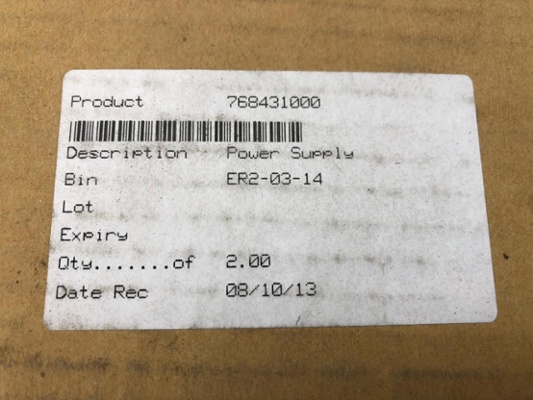 Product 768431000
Description Power Supply
Bin ER2-03-14
Lot
Expiry
Qty.......of 2.00
Date Rec 08/10/13